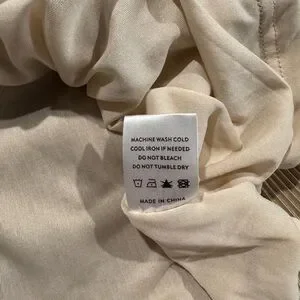 MACHINE WASH COLD
COOL IRON IF NEEDED
DO NOT BLEACH
DO NOT TUMBLE DRY
MADE IN CHINA